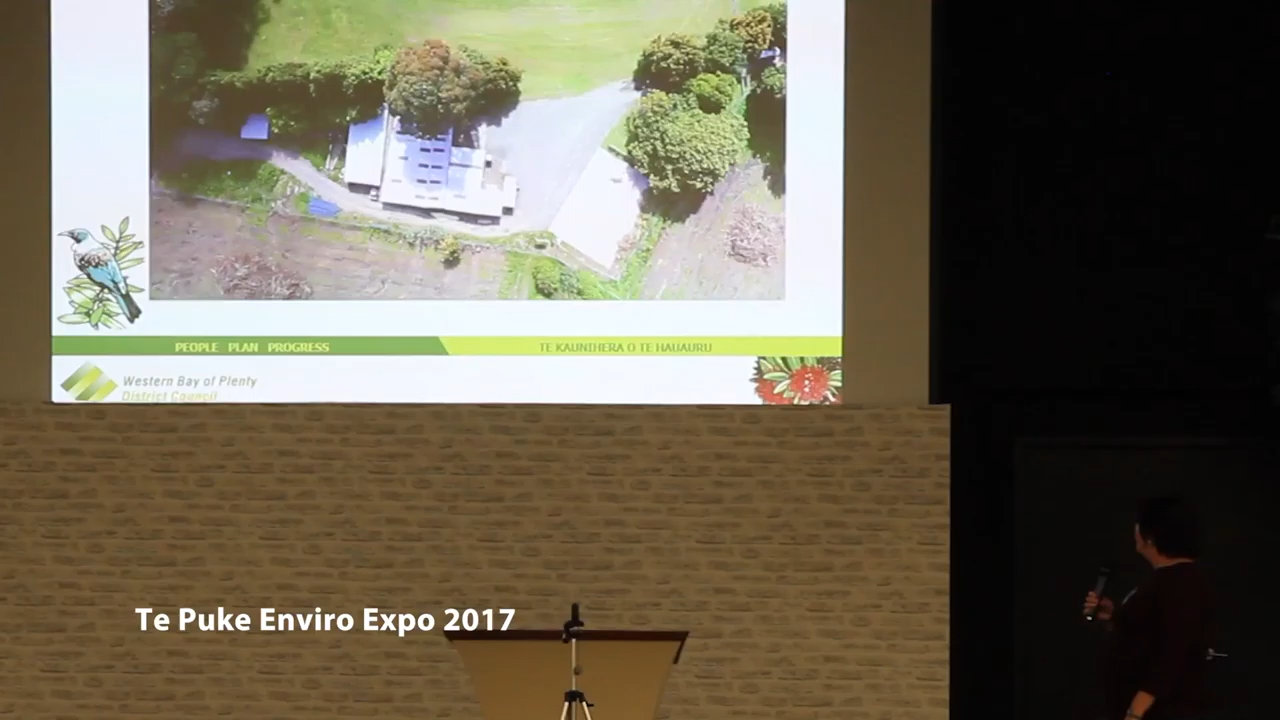 PEOPLE PLAN PROGRESS
TE KAUNIHERA O TE HAUAURU
Western Bay of Plenty
District Council
Te Puke Enviro Expo 2017